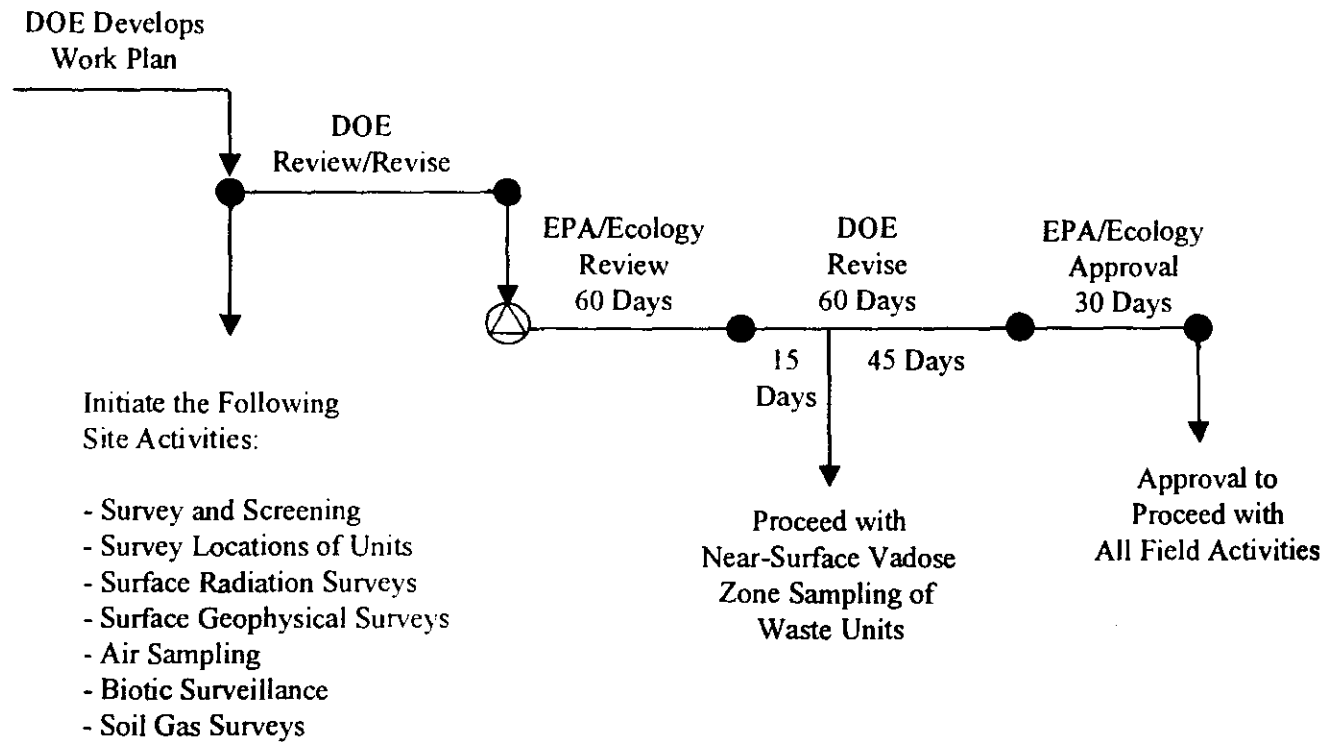 DOE Develops
Work Plan
DOE
Review/Revise
EPA/Ecology
Review
60 Days
DOE
Revise
60 Days
EPA/Ecology
Approval
30 Days
15
Days
45 Days
Initiate the Following
Site Activities:
- Survey and Screening
- Survey Locations of Units
- Surface Radiation Surveys
- Surface Geophysical Surveys
- Air Sampling
- Biotic Surveillance
- Soil Gas Surveys
Proceed with
Near-Surface Vadose
Zone Sampling of
Waste Units
Approval to
Proceed with
All Field Activities